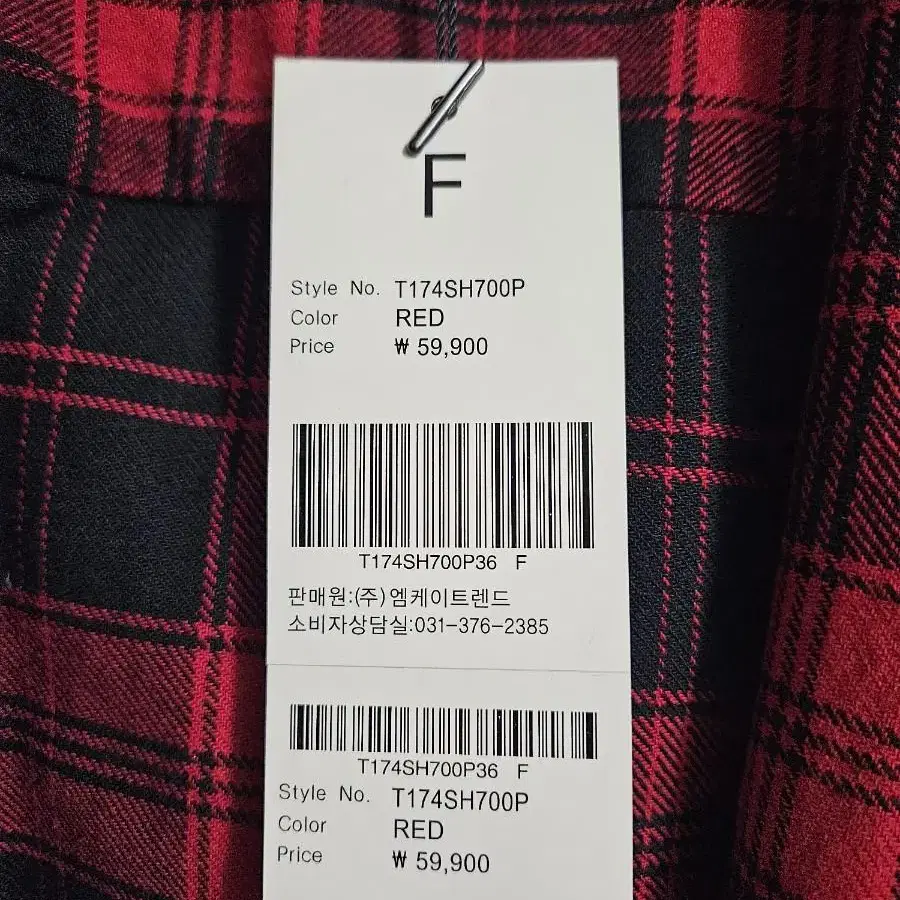 F
Style No. T174SH700P
Color RED
Price ₩ 59,900
T174SH700P36 F
판매원:(주)엠케이트렌드
소비자상담실:031-376-2385
T174SH700P36 F
Style No. T174SH700P
Color RED
Price ₩ 59,900